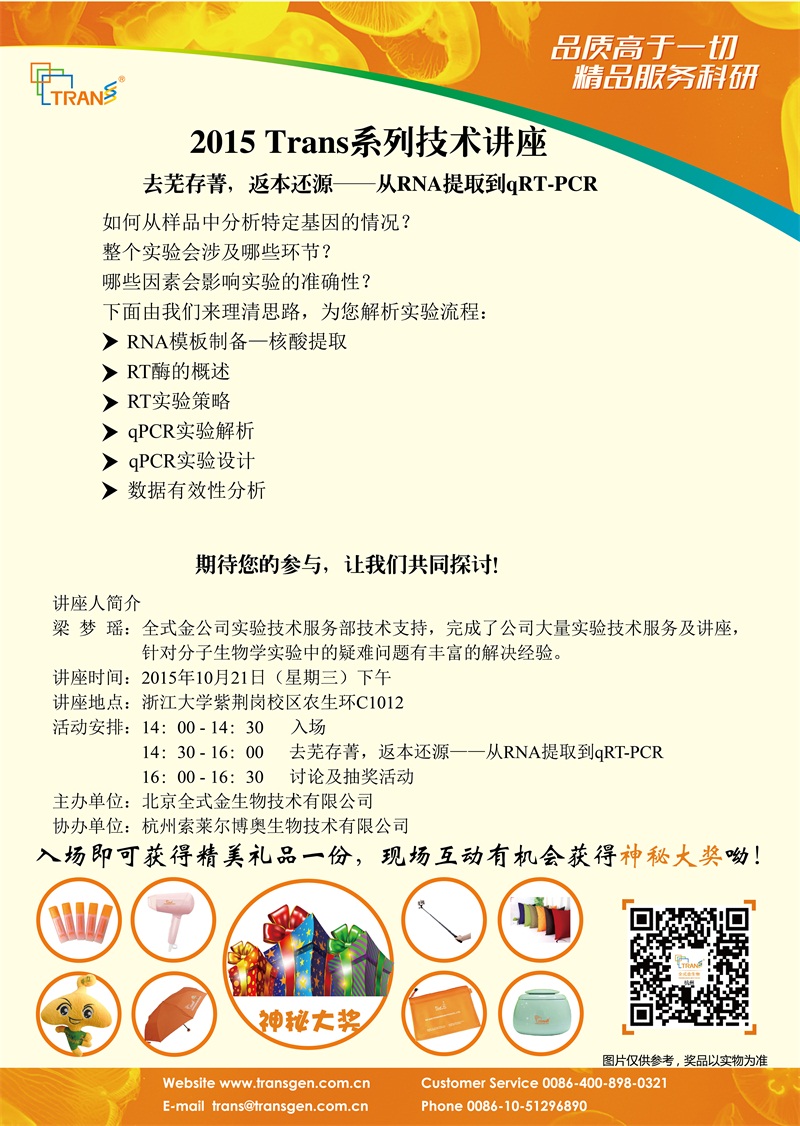 品质高于一切
精品服务科研
TRANS®
2015 Trans系列技术讲座
去芜存菁，返本还源——从RNA提取到qRT-PCR
如何从样品中分析特定基因的情况？
整个实验会涉及哪些环节？
哪些因素会影响实验的准确性？
下面由我们来理清思路，为您解析实验流程：
➤ RNA模板制备—核酸提取
➤ RT酶的概述
➤ RT实验策略
➤ qPCR实验解析
➤ qPCR实验设计
➤ 数据有效性分析
期待您的参与，让我们共同探讨！
讲座人简介
梁 梦 瑶：全式金公司实验技术服务部技术支持，完成了公司大量实验技术服务及讲座，
针对分子生物学实验中的疑难问题有丰富的解决经验。
讲座时间：2015年10月21日（星期三）下午
讲座地点：浙江大学紫荆岗校区农生环C1012
活动安排：14：00 - 14：30 入场
14：30 - 16：00 去芜存菁，返本还源——从RNA提取到qRT-PCR
16：00 - 16：30 讨论及抽奖活动
主办单位：北京全式金生物技术有限公司
协办单位：杭州索莱尔博奥生物技术有限公司
入场即可获得精美礼品一份，现场互动有机会获得神秘大奖呦！
神秘大奖
TRANS
图片仅供参考，奖品以实物为准
Website www.transgen.com.cn
Customer Service 0086-400-898-0321
E-mail trans@transgen.com.cn
Phone 0086-10-51296890